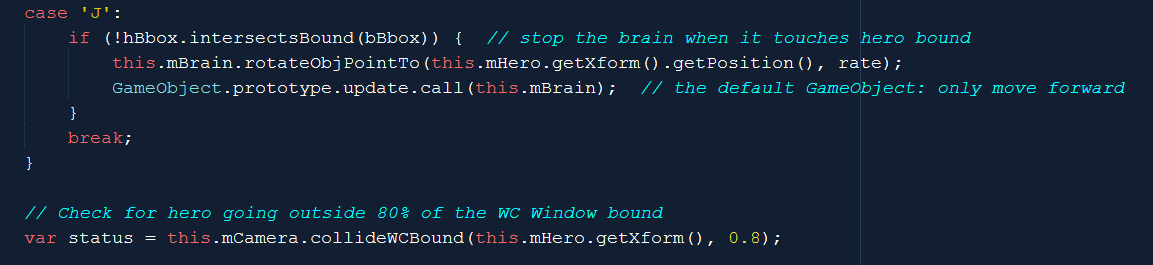 case 'J':
    if (!hBbox.intersectsBound(bBbox)) {  // stop the brain when it touches hero bound
        this.mBrain.rotateObjPointTo(this.mHero.getXform().getPosition(), rate);
        GameObject.prototype.update.call(this.mBrain);  // the default GameObject: only move forward
    }
    break;
}

// Check for hero going outside 80% of the WC Window bound
var status = this.mCamera.collideWCBound(this.mHero.getXform(), 0.8);